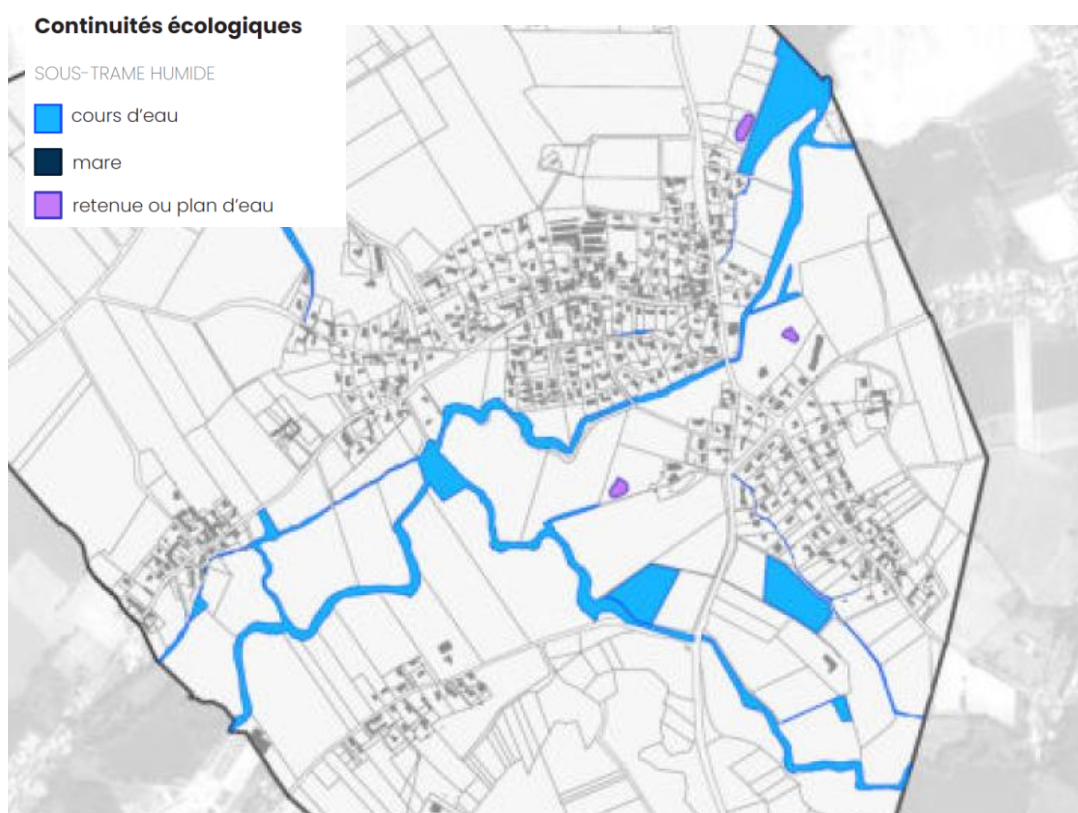 Continuités écologiques
SOUS-TRAME HUMIDE
cours d'eau
mare
retenue ou plan d'eau